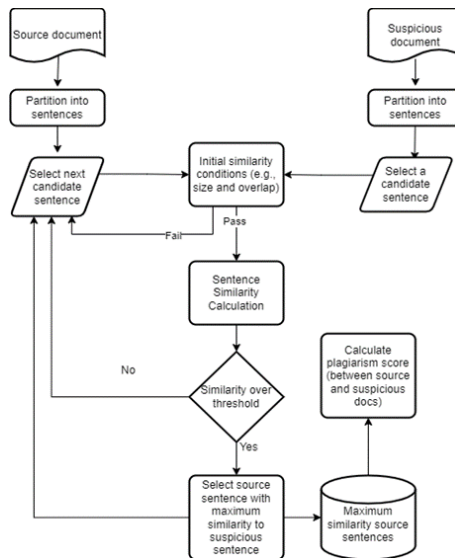 Source document
Suspicious
document
Partition into
sentences
Partition into
sentences
Select next
candidate
sentence
Initial similarity
conditions (e.g.,
size and overlap)
Select a
candidate
sentence
Fail
Pass
Sentence
Similarity
Calculation
No
Similarity over
threshold
Calculate
plagiarism score
(between source
and suspicious
docs)
Yes
Select source
sentence with
maximum
similarity to
suspicious
sentence
Maximum
similarity source
sentences